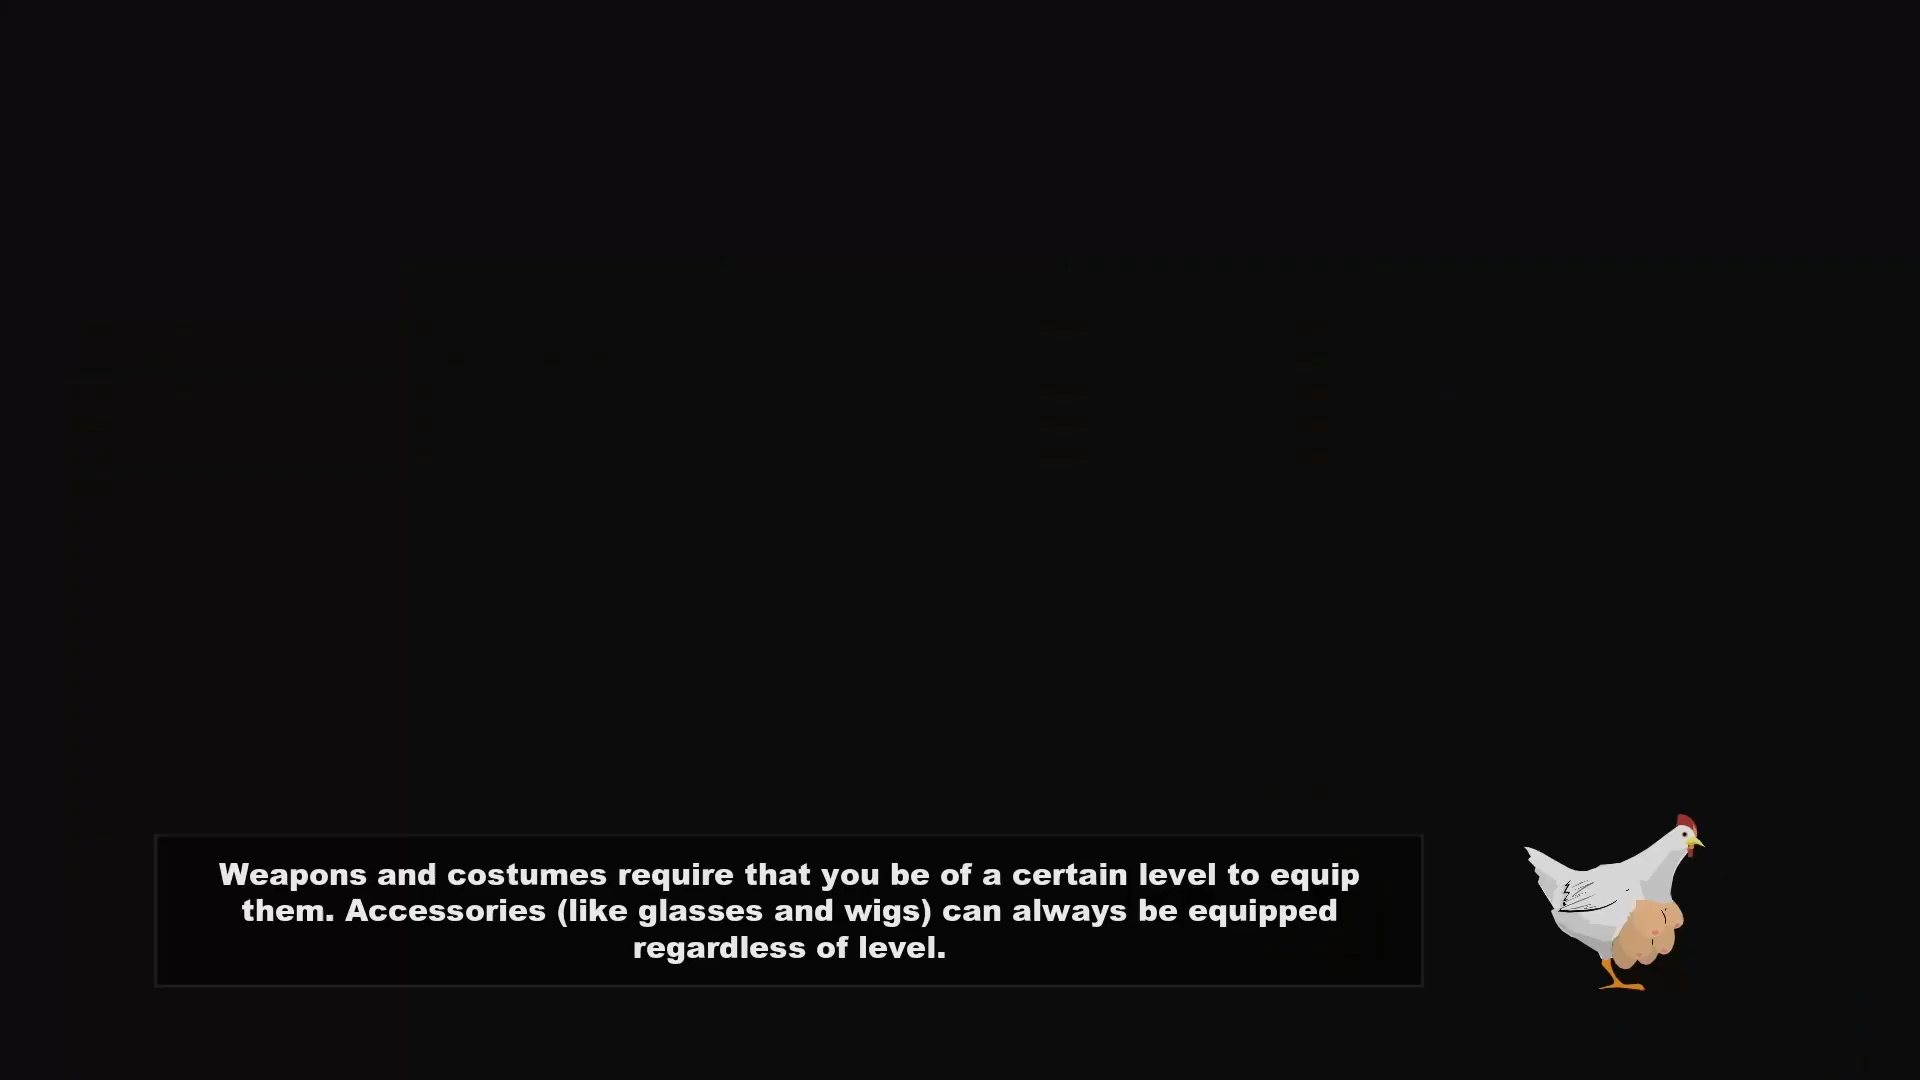 Weapons and costumes require that you be of a certain level to equip
them. Accessories (like glasses and wigs) can always be equipped
regardless of level.